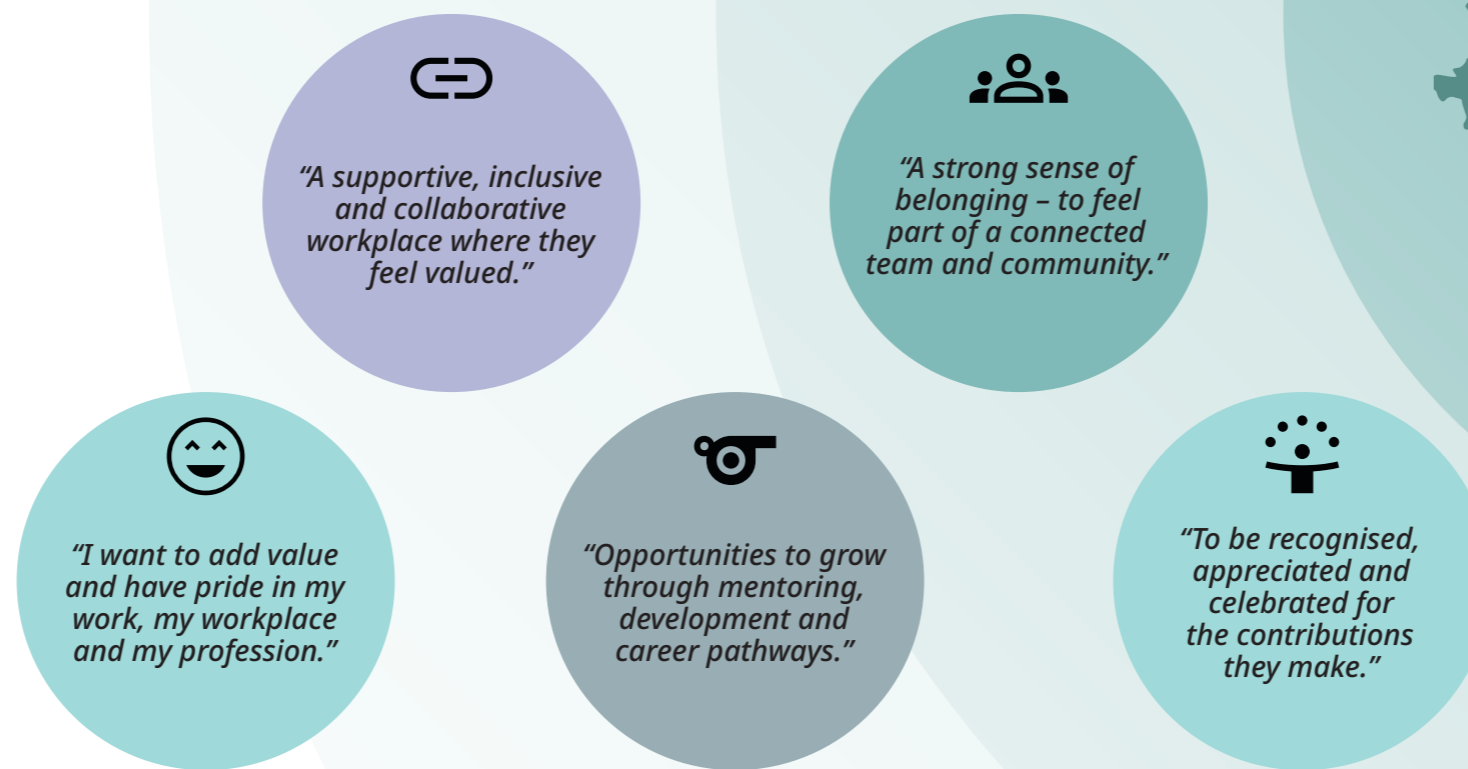 “A supportive, inclusive
and collaborative
workplace where they
feel valued.”
“A strong sense of
belonging – to feel
part of a connected
team and community.”
“I want to add value
and have pride in my
work, my workplace
and my profession.”
“Opportunities to grow
through mentoring,
development and
career pathways.”
“To be recognised,
appreciated and
celebrated for
the contributions
they make.”